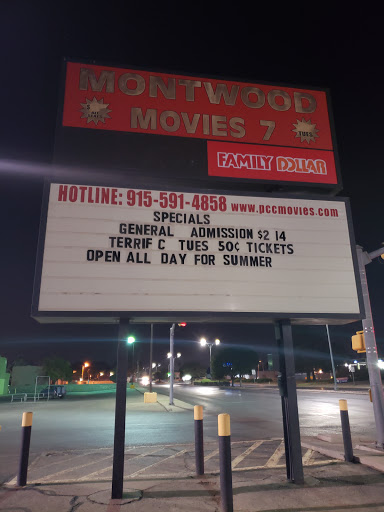 MONTWOOD
MOVIES 7
TUES
FAMILY DOLLAR
HOTLINE: 915-591-4858 www.pccmovies.com
SPECIALS
GENERAL ADMISSION $2 14
TERRIF C TUES 50¢ TICKETS
OPEN ALL DAY FOR SUMMER